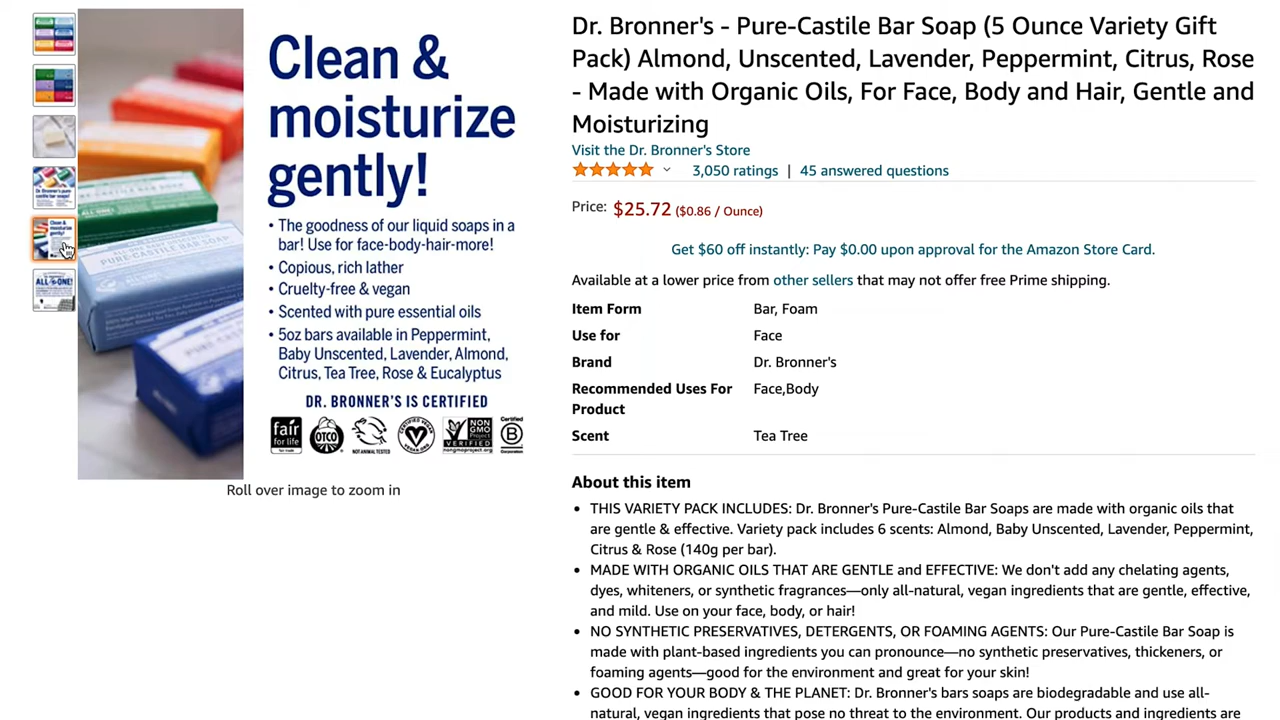 Clean &
moisturize
gently!
• The goodness of our liquid soaps in a
bar! Use for face-body-hair-more!
• Copious, rich lather
• Cruelty-free & vegan
• Scented with pure essential oils
• 5oz bars available in Peppermint,
Baby Unscented, Lavender, Almond,
Citrus, Tea Tree, Rose & Eucalyptus
DR. BRONNER'S IS CERTIFIED
fair
for life
OTCO
NOT ANIMAL TESTED
NON
GMO
Project
VERIFIED
nongmoproject.org
Certified
B
Corporation
Roll over image to zoom in
Dr. Bronner's - Pure-Castile Bar Soap (5 Ounce Variety Gift
Pack) Almond, Unscented, Lavender, Peppermint, Citrus, Rose
- Made with Organic Oils, For Face, Body and Hair, Gentle and
Moisturizing
Visit the Dr. Bronner's Store
3,050 ratings | 45 answered questions
Price: $25.72 ($0.86 / Ounce)
Get $60 off instantly: Pay $0.00 upon approval for the Amazon Store Card.
Available at a lower price from other sellers that may not offer free Prime shipping.
Item Form Bar, Foam
Use for Face
Brand Dr. Bronner's
Recommended Uses For Face,Body
Product
Scent Tea Tree
About this item
• THIS VARIETY PACK INCLUDES: Dr. Bronner's Pure-Castile Bar Soaps are made with organic oils that
are gentle & effective. Variety pack includes 6 scents: Almond, Baby Unscented, Lavender, Peppermint,
Citrus & Rose (140g per bar).
• MADE WITH ORGANIC OILS THAT ARE GENTLE and EFFECTIVE: We don't add any chelating agents,
dyes, whiteners, or synthetic fragrances—only all-natural, vegan ingredients that are gentle, effective,
and mild. Use on your face, body, or hair!
• NO SYNTHETIC PRESERVATIVES, DETERGENTS, OR FOAMING AGENTS: Our Pure-Castile Bar Soap is
made with plant-based ingredients you can pronounce—no synthetic preservatives, thickeners, or
foaming agents—good for the environment and great for your skin!
• GOOD FOR YOUR BODY & THE PLANET: Dr. Bronner's bars soaps are biodegradable and use all-
natural, vegan ingredients that pose no threat to the environment. Our products and ingredients are